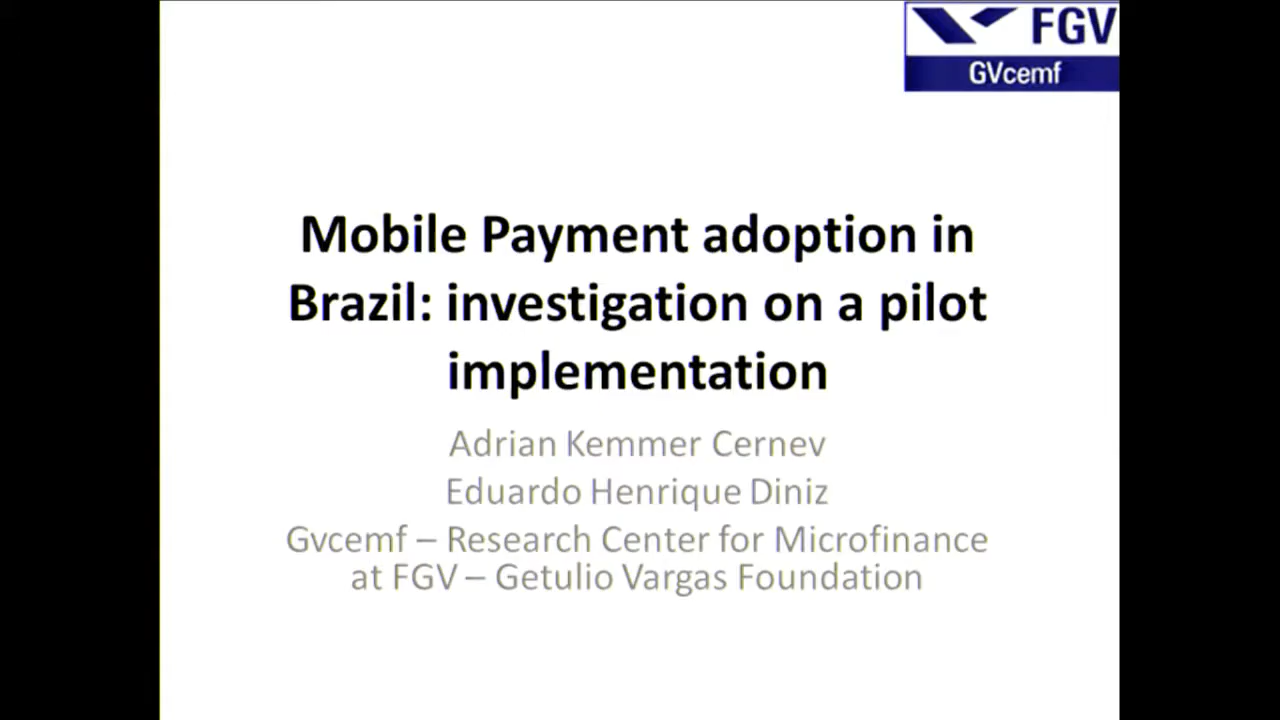 FGV
GVcemf
Mobile Payment adoption in
Brazil: investigation on a pilot
implementation
Adrian Kemmer Cernev
Eduardo Henrique Diniz
Gvcemf – Research Center for Microfinance
at FGV – Getulio Vargas Foundation